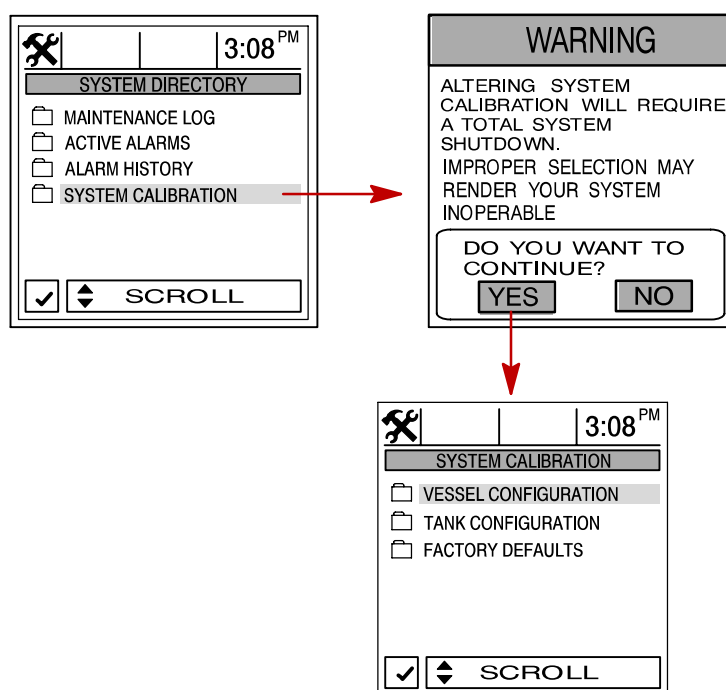 3:08 PM
SYSTEM DIRECTORY
MAINTENANCE LOG
ACTIVE ALARMS
ALARM HISTORY
SYSTEM CALIBRATION
SCROLL
WARNING
ALTERING SYSTEM
CALIBRATION WILL REQUIRE
A TOTAL SYSTEM
SHUTDOWN.
IMPROPER SELECTION MAY
RENDER YOUR SYSTEM
INOPERABLE
DO YOU WANT TO
CONTINUE?
YES NO
3:08 PM
SYSTEM CALIBRATION
VESSEL CONFIGURATION
TANK CONFIGURATION
FACTORY DEFAULTS
SCROLL